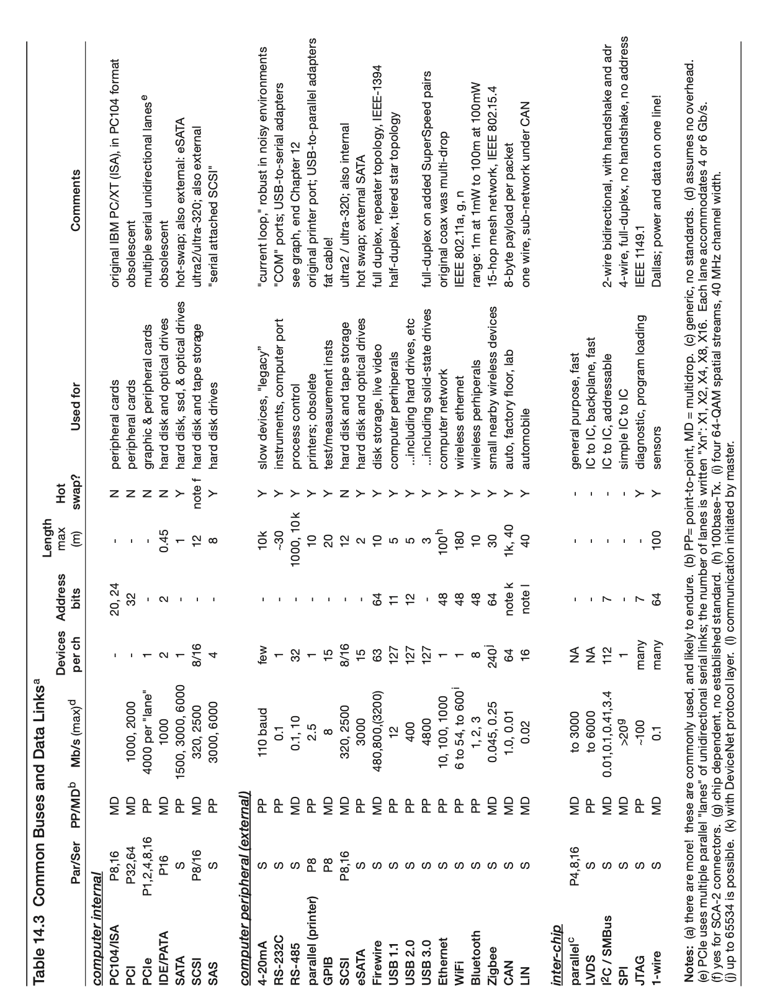 Table 14.3 Common Buses and Data Linksᵃ
Par/Ser PP/MDᵇ Mb/s (max)ᵈ Devices per ch Address bits Length max (m) Hot swap? Used for Comments
computer internal
PC104/ISA P8,16 MD - 20, 24 - N peripheral cards original IBM PC/XT (ISA), in PC104 format
PCI P32,64 MD 1000, 2000 - 32 - N peripheral cards obsolescent
PCIe P1,2,4,8,16 PP 4000 per "lane" 1 - - N graphic & peripheral cards multiple serial unidirectional lanesᵉ
IDE/PATA P16 MD 1000 2 2 0.45 N hard disk and optical drives obsolescent
SATA S PP 1500, 3000, 6000 1 - 1 Y hard disk, ssd, & optical drives hot-swap; also external: eSATA
SCSI P8/16 MD 320, 2500 8/16 - 12 note f hard disk and tape storage ultra2/ultra-320; also external
SAS S PP 3000, 6000 4 - 8 Y hard disk drives "serial attached SCSI"
computer peripheral (external)
4-20mA S PP 110 baud few - 10k Y slow devices, "legacy” "current loop," robust in noisy environments
RS-232C S PP 0.1 1 - ~30 Y instruments, computer port "COM" ports; USB-to-serial adapters
RS-485 S MD 0.1, 10 32 - 1000, 10k Y process control see graph, end Chapter 12
parallel (printer) P8 PP 2.5 1 - 10 Y printers; obsolete original printer port; USB-to-parallel adapters
GPIB P8 MD 8 15 - 20 Y test/measurement insts fat cable!
SCSI P8,16 MD 320, 2500 8/16 - 12 N hard disk and tape storage ultra2 / ultra-320; also internal
eSATA S PP 3000 15 - 2 Y hard disk and optical drives hot swap; external SATA
Firewire S MD 480,800,(3200) 63 64 10 Y disk storage, live video full duplex, repeater topology, IEEE-1394
USB 1.1 S PP 12 127 11 5 Y computer perhiperals half-duplex, tiered star topology
USB 2.0 S PP 400 127 12 5 Y ...including hard drives, etc
USB 3.0 S PP 4800 127 - 3 Y ...including solid-state drives full-duplex on added SuperSpeed pairs
Ethernet S PP 10, 100, 1000 1 48 100ʰ Y computer network original coax was multi-drop
WiFi S PP 6 to 54, to 600ⁱ 1 48 180 Y wireless ethernet IEEE 802.11a, g, n
Bluetooth S PP 1, 2, 3 8 48 10 Y wireless perhiperals range: 1m at 1mW to 100m at 100mW
Zigbee S MD 0.045, 0.25 240ʲ 64 30 Y small nearby wireless devices 15-hop mesh network, IEEE 802.15.4
CAN S MD 1.0, 0.01 64 note k 1k, 40 Y auto, factory floor, lab 8-byte payload per packet
LIN S MD 0.02 16 note l 40 Y automobile one wire, sub-network under CAN
inter-chip
parallelᶜ P4,8,16 MD to 3000 NA - - - general purpose, fast
LVDS S PP to 6000 NA - - - IC to IC, backplane, fast
I²C / SMBus S MD 0.01,0.1,0.41,3.4 112 7 - - IC to IC, addressable 2-wire bidirectional, with handshake and adr
SPI S MD >20ᵍ 1 - - - simple IC to IC 4-wire, full-duplex, no handshake, no address
JTAG S PP ~100 many 7 - Y diagnostic, program loading IEEE 1149.1
1-wire S MD 0.1 many 64 100 Y sensors Dallas; power and data on one line!
Notes: (a) there are more! these are commonly used, and likely to endure. (b) PP= point-to-point, MD = multidrop. (c) generic, no standards. (d) assumes no overhead.
(e) PCIe uses multiple parallel "lanes" of unidirectional serial links; the number of lanes is written "Xn": X1, X2, X4, X8, X16. Each lane accommodates 4 or 6 Gb/s.
(f) yes for SCA-2 connectors. (g) chip dependent, no established standard. (h) 100base-Tx. (i) four 64-QAM spatial streams, 40 MHz channel width.
(j) up to 65534 is possible. (k) with DeviceNet protocol layer. (l) communication initiated by master.